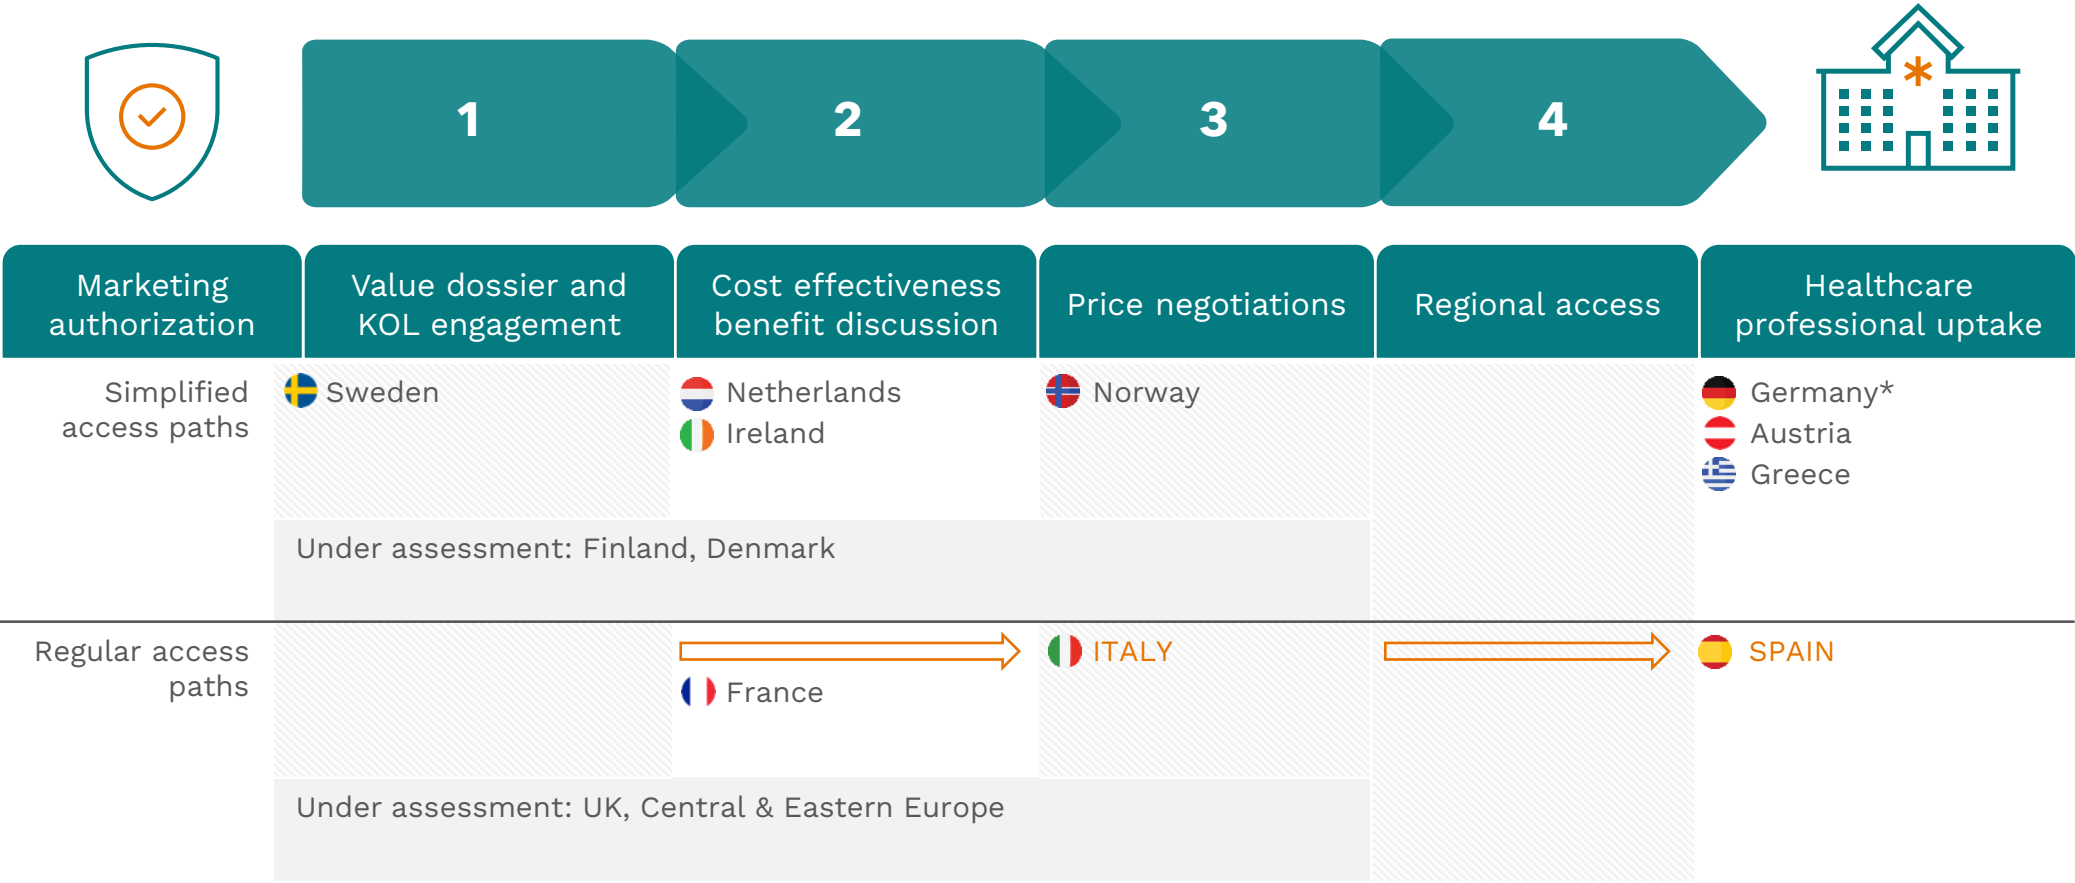 1
2
3
4
Marketing
authorization
Value dossier and
KOL engagement
Cost effectiveness
benefit discussion
Price negotiations
Regional access
Healthcare
professional uptake
Simplified
access paths
Sweden
Netherlands
Ireland
Norway
Germany*
Austria
Greece
Under assessment: Finland, Denmark
Regular access
paths
ITALY
SPAIN
France
Under assessment: UK, Central & Eastern Europe